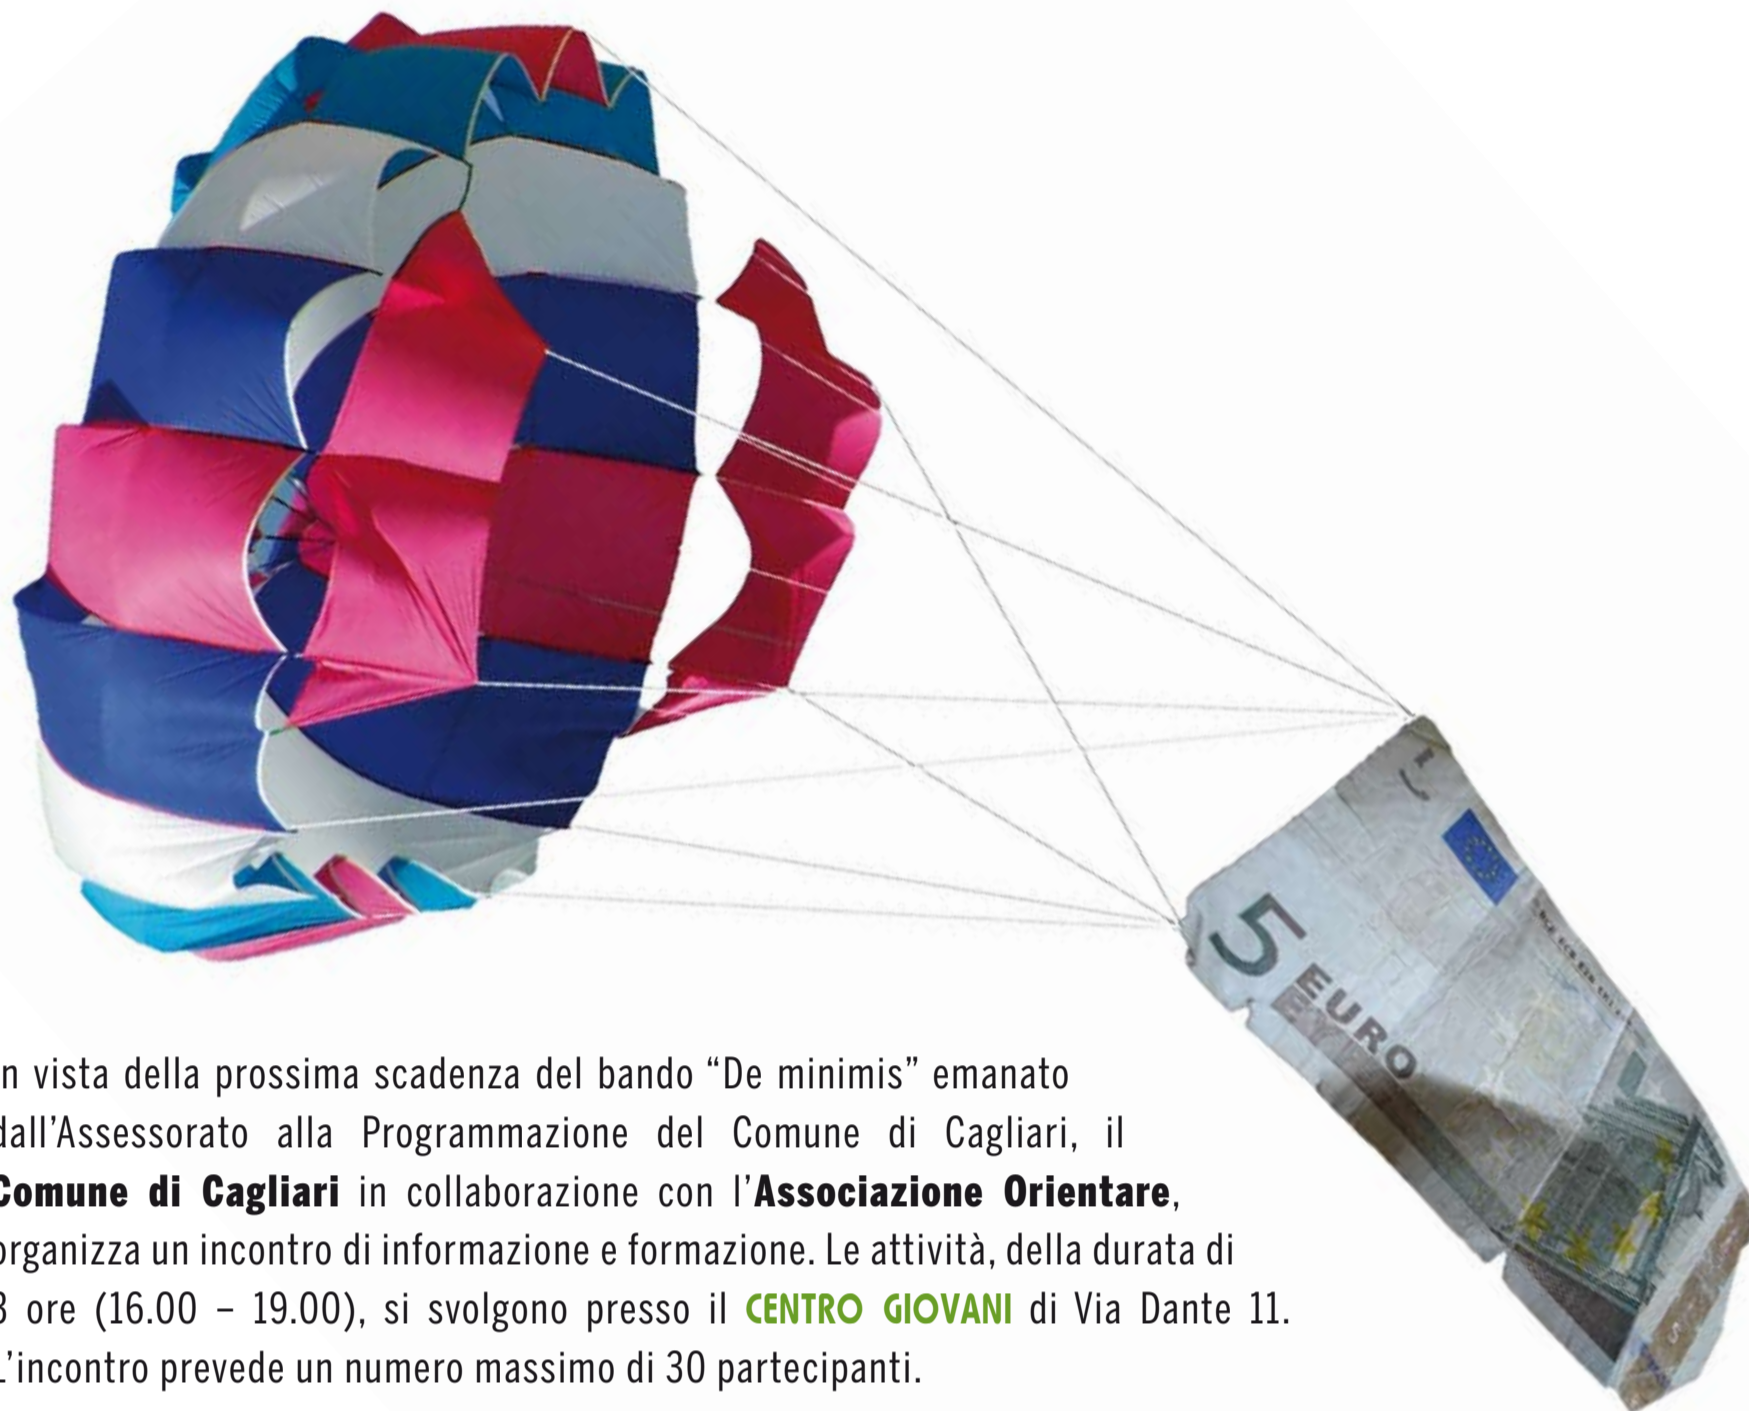 5
EURO
In vista della prossima scadenza del bando “De minimis” emanato
dall’Assessorato alla Programmazione del Comune di Cagliari, il
Comune di Cagliari in collaborazione con l’Associazione Orientare,
organizza un incontro di informazione e formazione. Le attività, della durata di
3 ore (16.00 – 19.00), si svolgono presso il CENTRO GIOVANI di Via Dante 11.
L’incontro prevede un numero massimo di 30 partecipanti.